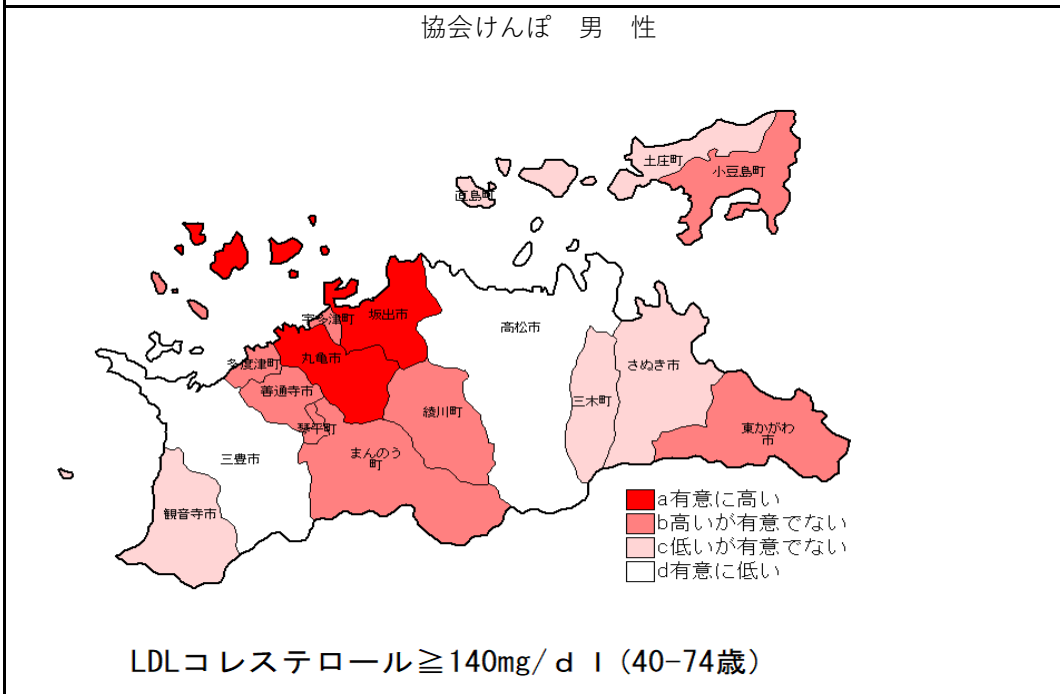 協会けんぽ　男　性
土庄町
小豆島町
直島町
宇多津町
坂出市
高松市
多度津町
丸亀市
さぬき市
善通寺市
三木町
綾川町
琴平町
東かがわ
市
まんのう
町
三豊市
観音寺市
a有意に高い
b高いが有意でない
c低いが有意でない
d有意に低い
LDLコレステロール≧140mg/ｄｌ(40-74歳)